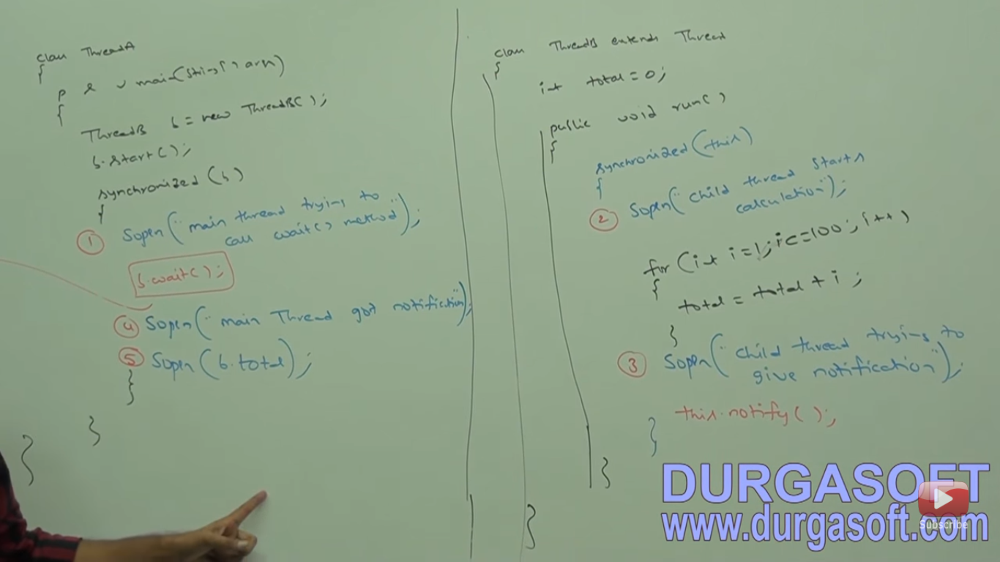 class ThreadA
{
p s v main(String[] args)
{
ThreadB b = new ThreadB();
b.start();
synchronized (b)
{
① Sopln("main thread trying to
call wait() method");
b.wait();
④ Sopln("main Thread got notification");
⑤ Sopln(b.total);
}
}
}
class ThreadB extends Thread
{
int total = 0;
public void run()
{
synchronized (this)
{
② Sopln("child thread starts
calculation");
for (int i=1; i<=100; i++)
{
total = total + i;
}
③ Sopln("child thread trying to
give notification");
this.notify();
}
}
}
DURGASOFT
www.durgasoft.com
Subscribe